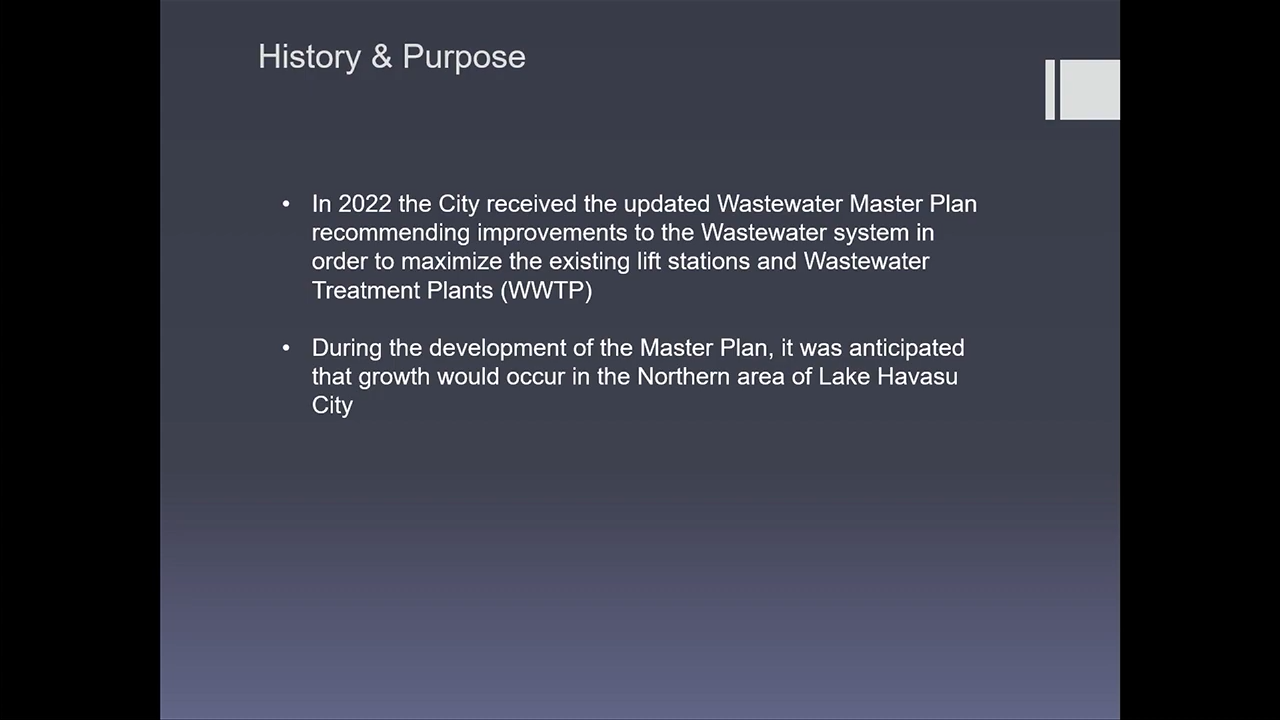 History & Purpose
• In 2022 the City received the updated Wastewater Master Plan
recommending improvements to the Wastewater system in
order to maximize the existing lift stations and Wastewater
Treatment Plants (WWTP)
• During the development of the Master Plan, it was anticipated
that growth would occur in the Northern area of Lake Havasu
City